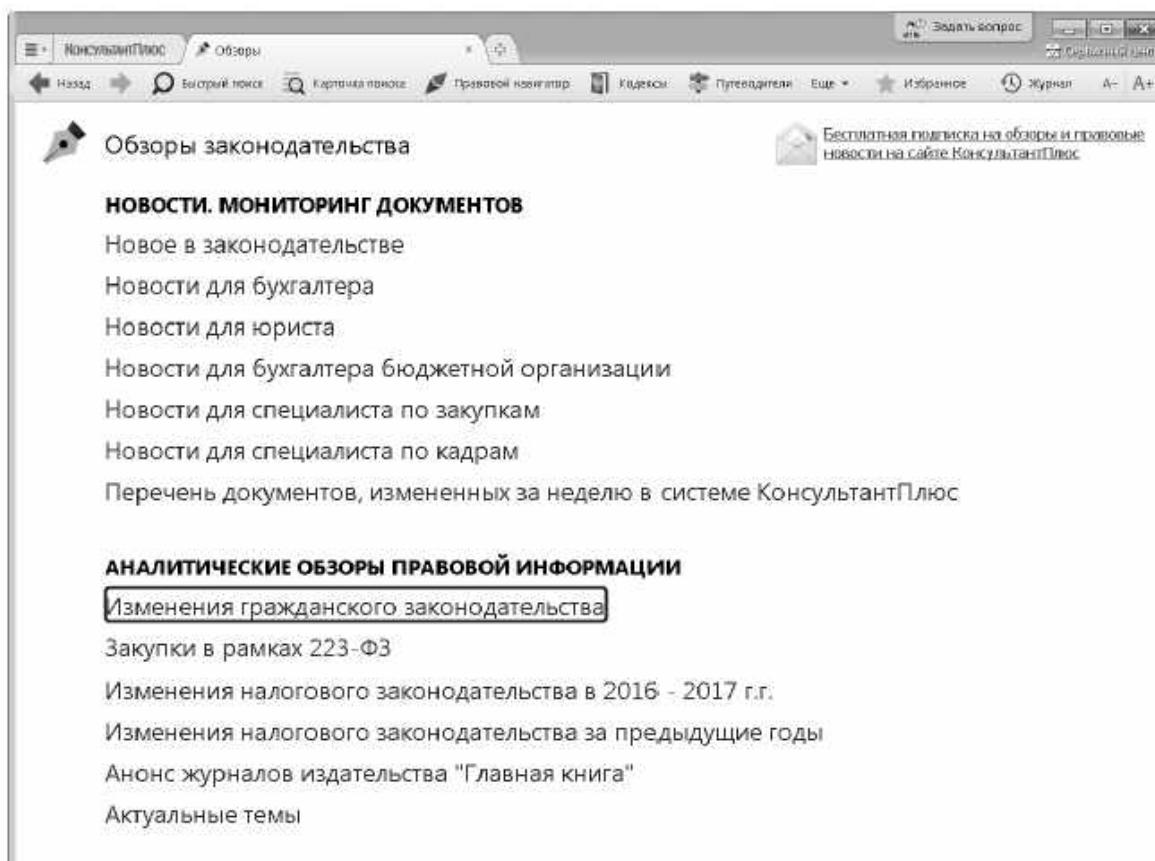 Задать вопрос
КонсультантПлюс Обзоры
Сервисный центр
Назад Быстрый поиск Карточка поиска Правовой навигатор Кодексы Путеводители Еще Избранное Журнал A- A+
Обзоры законодательства
Бесплатная подписка на обзоры и правовые
новости на сайте КонсультантПлюс
НОВОСТИ. МОНИТОРИНГ ДОКУМЕНТОВ
Новое в законодательстве
Новости для бухгалтера
Новости для юриста
Новости для бухгалтера бюджетной организации
Новости для специалиста по закупкам
Новости для специалиста по кадрам
Перечень документов, измененных за неделю в системе КонсультантПлюс
АНАЛИТИЧЕСКИЕ ОБЗОРЫ ПРАВОВОЙ ИНФОРМАЦИИ
Изменения гражданского законодательства
Закупки в рамках 223-ФЗ
Изменения налогового законодательства в 2016 - 2017 г.г.
Изменения налогового законодательства за предыдущие годы
Анонс журналов издательства "Главная книга"
Актуальные темы